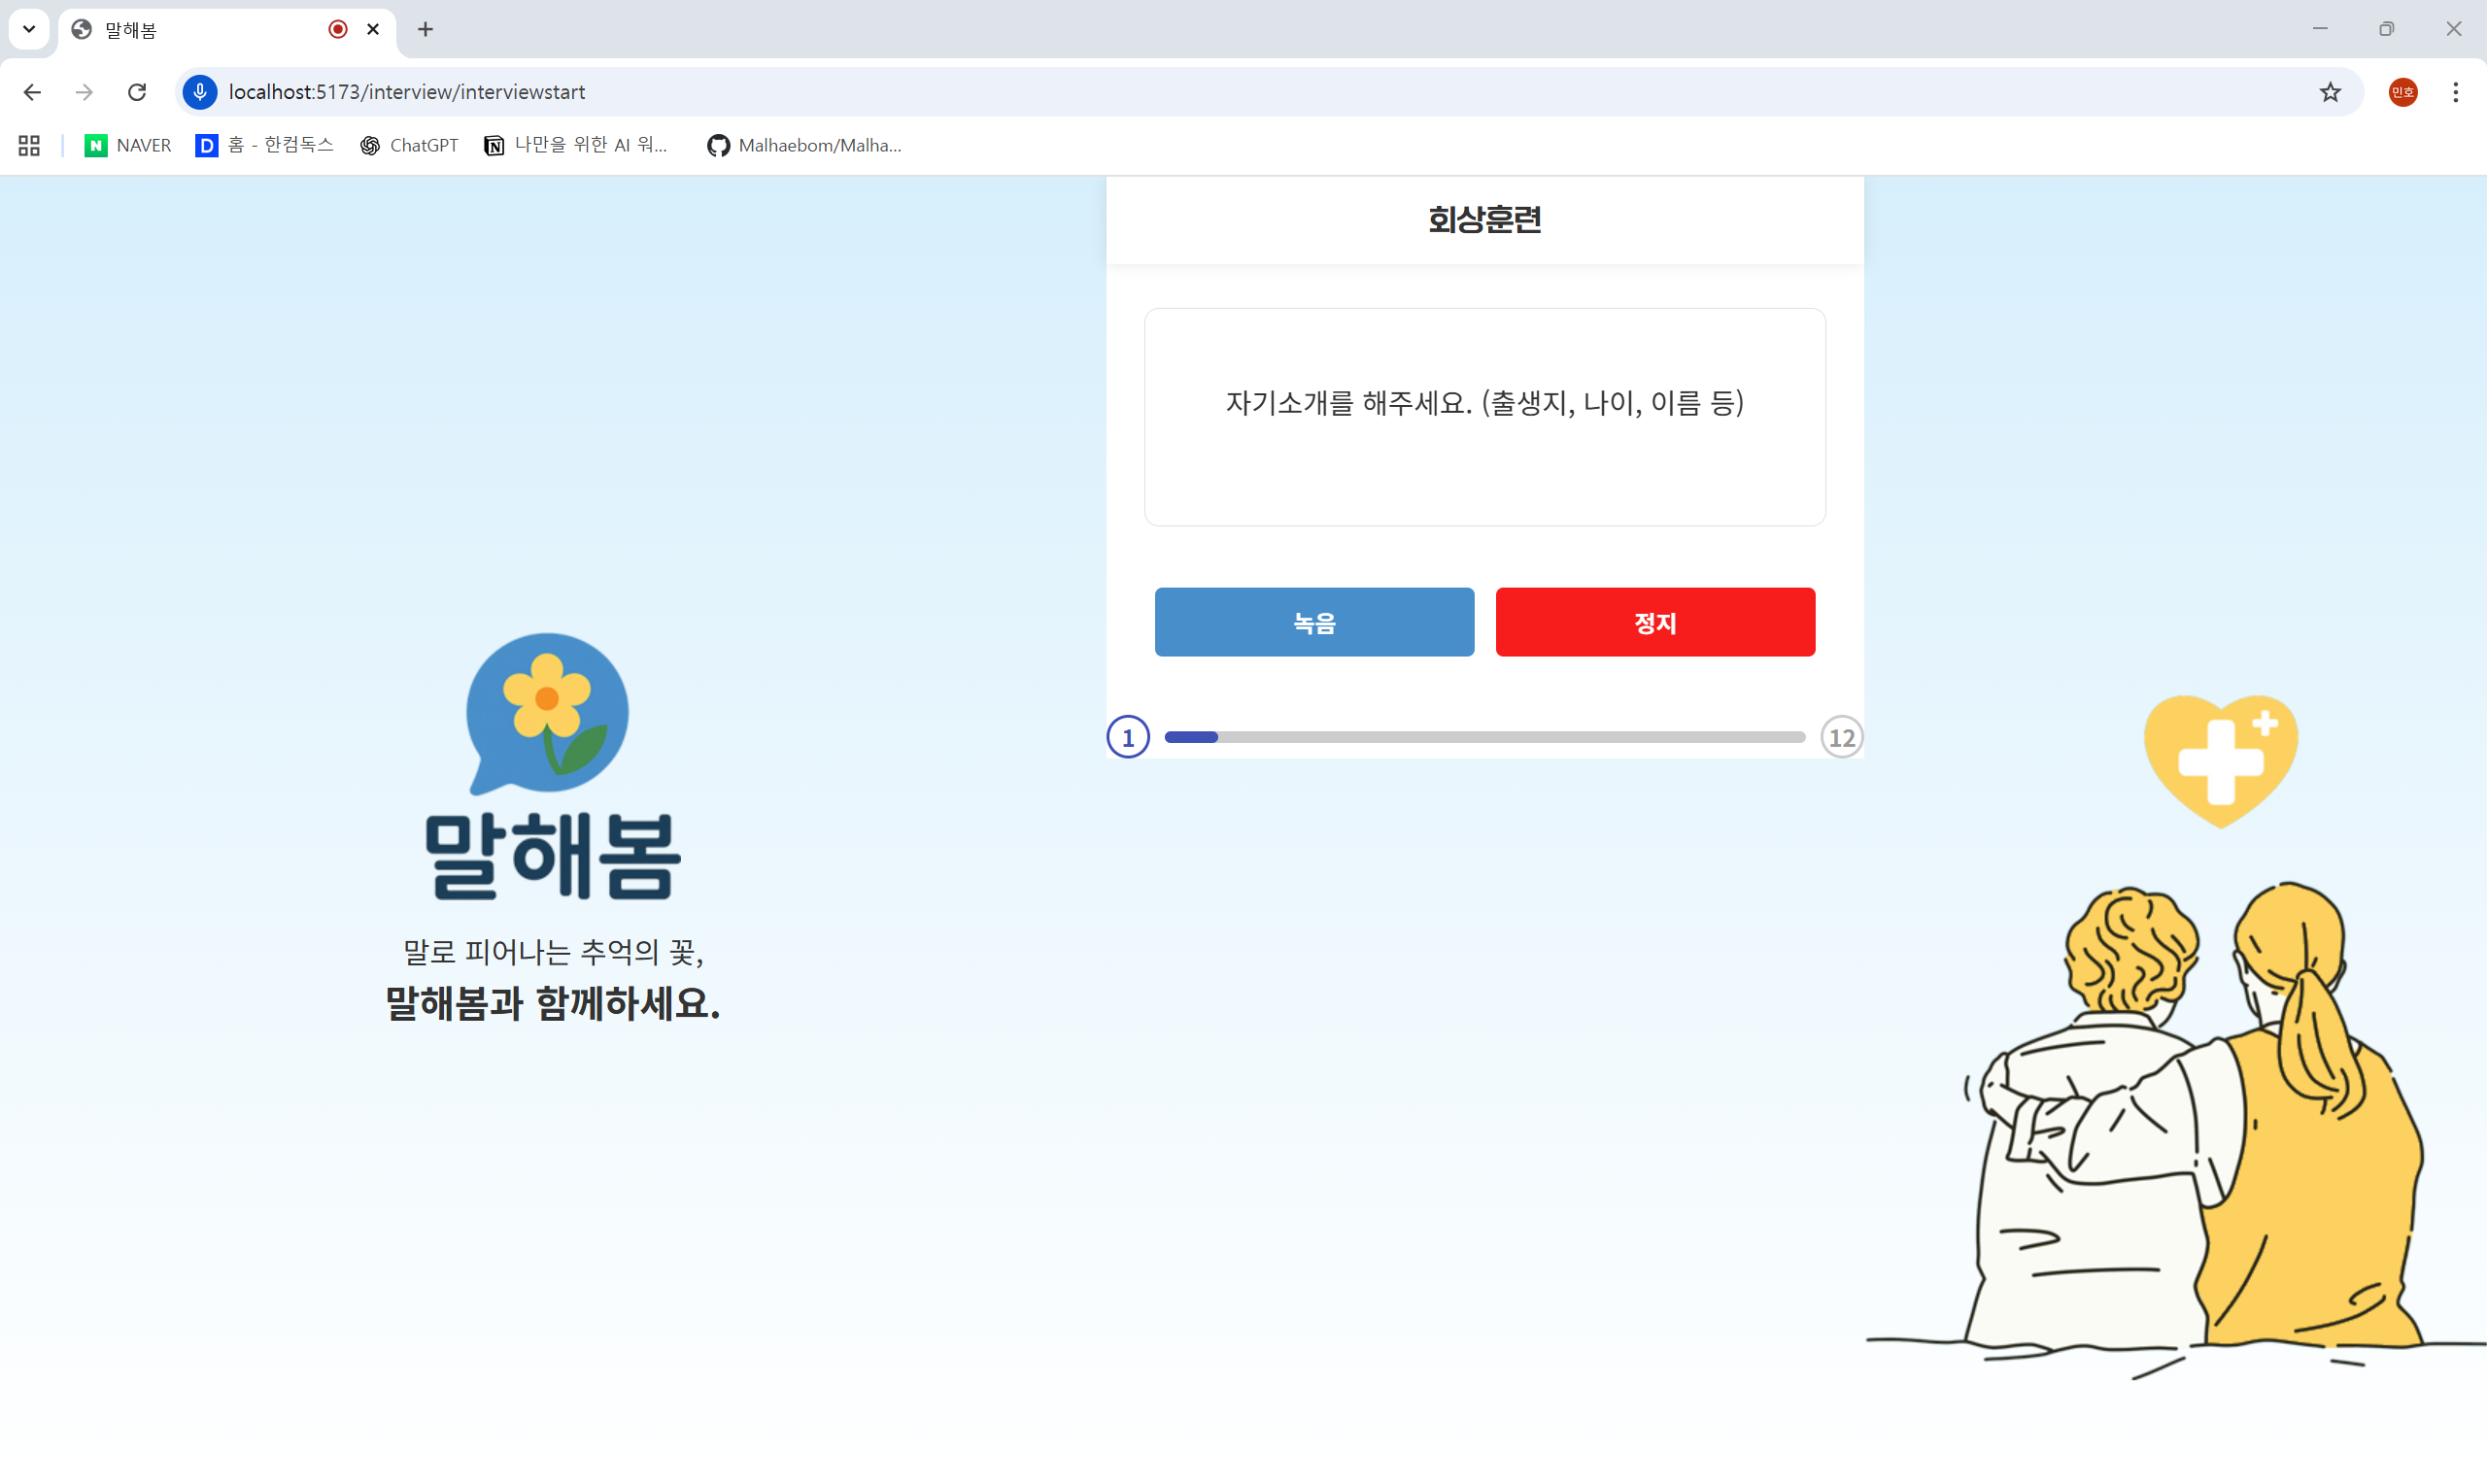 말해봄
localhost:5173/interview/interviewstart
민호
N NAVER
D 홈 - 한컴독스
ChatGPT
나만을 위한 AI 워...
Malhaebom/Malha...
회상훈련
자기소개를 해주세요. (출생지, 나이, 이름 등)
녹음
정지
1
12
말해봄
말로 피어나는 추억의 꽃,
말해봄과 함께하세요.